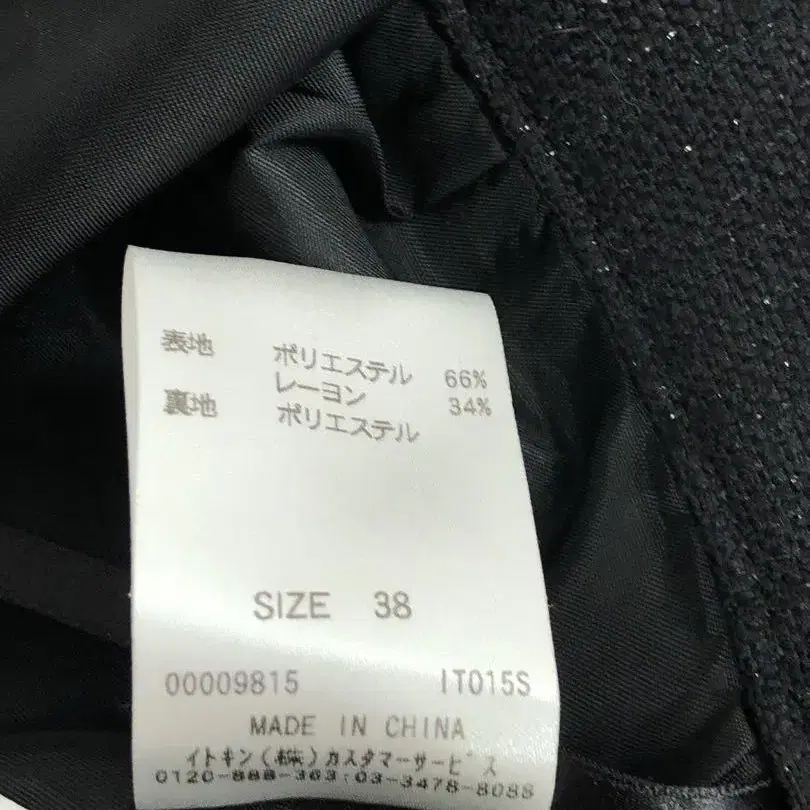 表地 ポリエステル 66%
レーヨン 34%
裏地 ポリエステル
SIZE 38
00009815 IT015S
MADE IN CHINA
イトキン(株)カスタマーサービス
0120-888-363:03-3478-8088